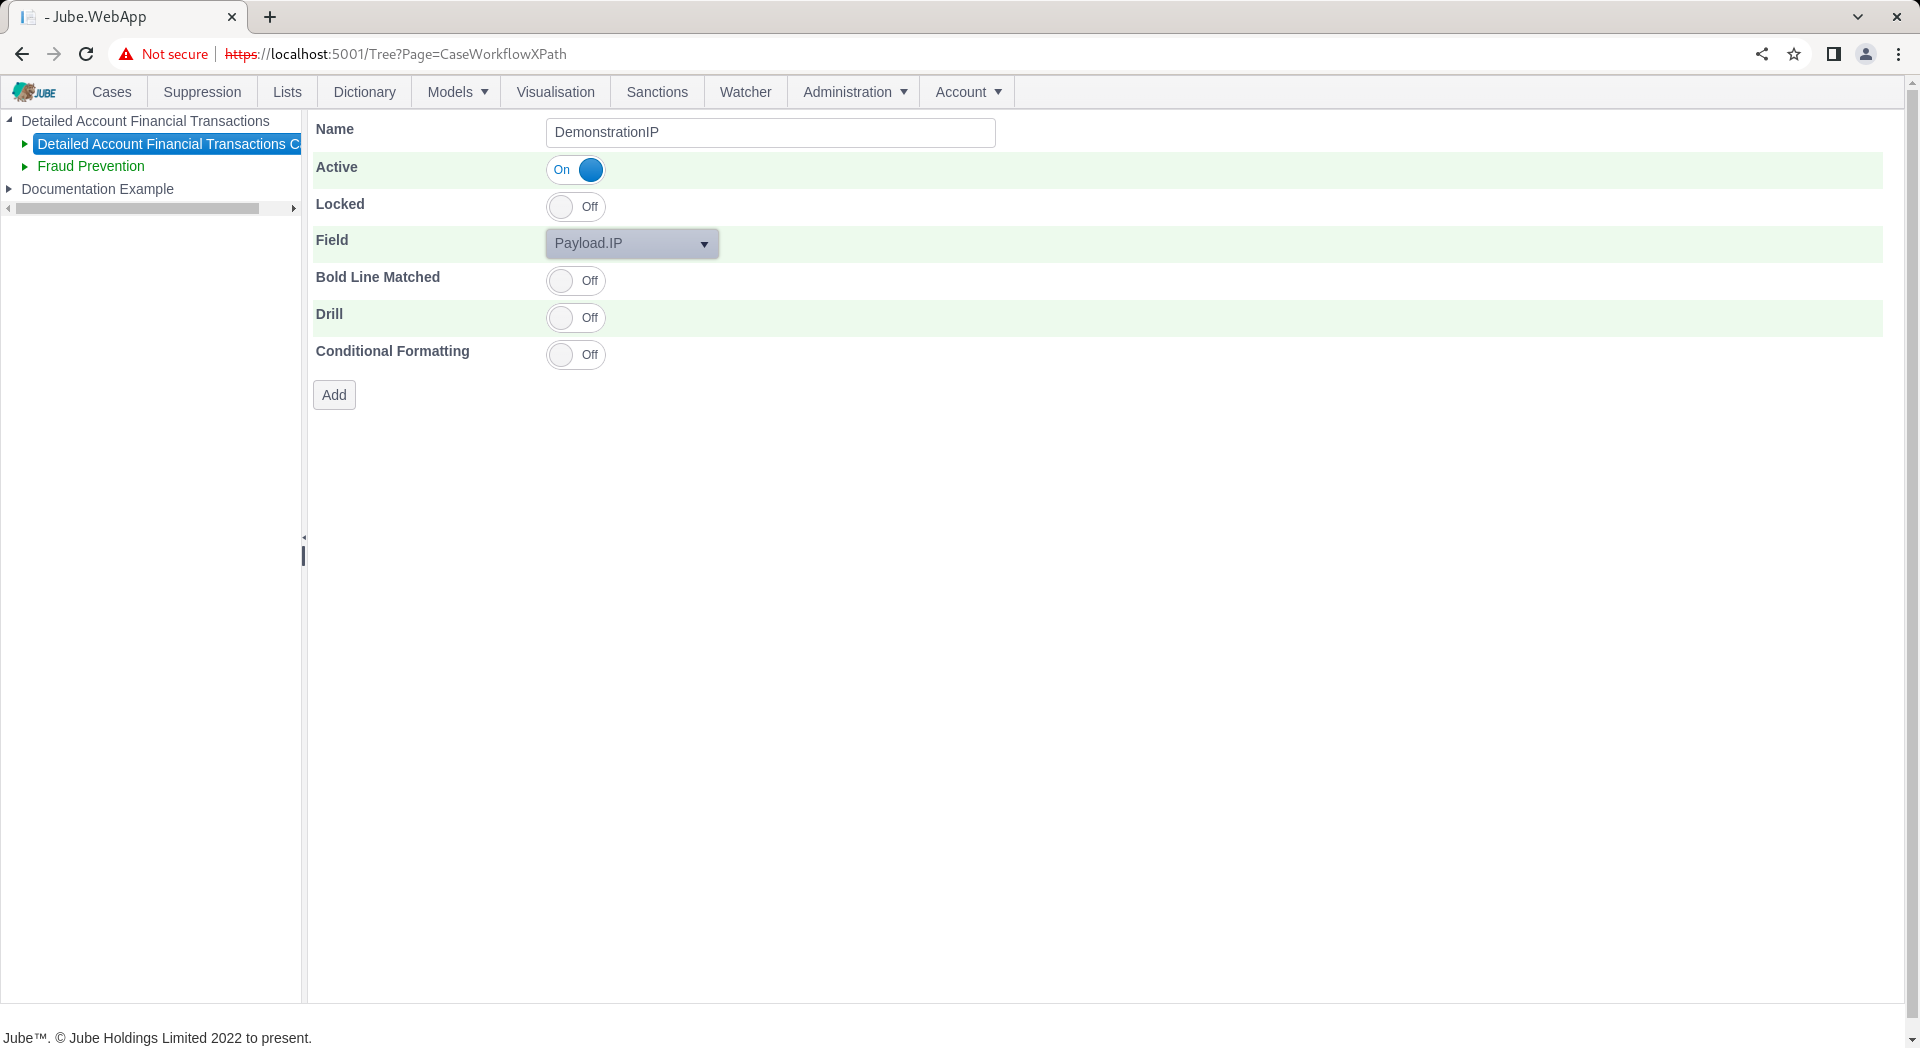 - Jube.WebApp
Not secure https://localhost:5001/Tree?Page=CaseWorkflowXPath
JUBE Cases Suppression Lists Dictionary Models Visualisation Sanctions Watcher Administration Account
Detailed Account Financial Transactions
Detailed Account Financial Transactions C
Fraud Prevention
Documentation Example
Name DemonstrationIP
Active On
Locked Off
Field Payload.IP
Bold Line Matched Off
Drill Off
Conditional Formatting Off
Add
Jube™. © Jube Holdings Limited 2022 to present.